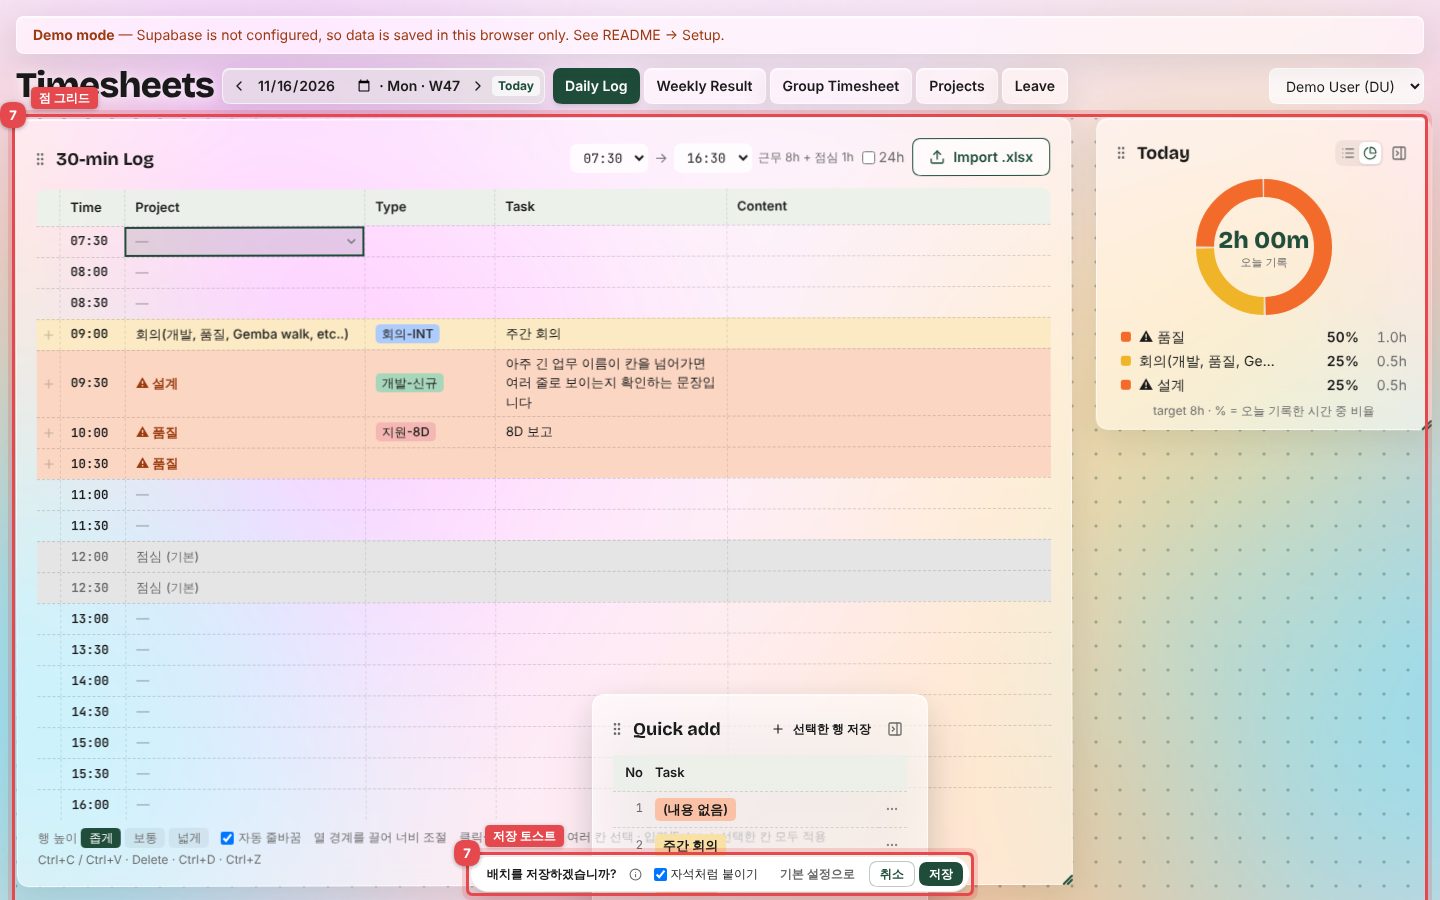 Demo mode — Supabase is not configured, so data is saved in this browser only. See README → Setup.
Timesheets
11/16/2026 · Mon · W47 Today
Daily Log
Weekly Result
Group Timesheet
Projects
Leave
Demo User (DU)
점 그리드
7
30-min Log
07:30 → 16:30 근무 8h + 점심 1h 24h
Import .xlsx
Time Project Type Task Content
07:30 —
08:00 —
08:30 —
+ 09:00 회의(개발, 품질, Gemba walk, etc..) 회의-INT 주간 회의
+ 09:30 ⚠ 설계 개발-신규 아주 긴 업무 이름이 칸을 넘어가면
여러 줄로 보이는지 확인하는 문장입
니다
+ 10:00 ⚠ 품질 지원-8D 8D 보고
+ 10:30 ⚠ 품질
11:00 —
11:30 —
12:00 점심 (기본)
12:30 점심 (기본)
13:00 —
13:30 —
14:00 —
14:30 —
15:00 —
15:30 —
16:00 —
행 높이 좁게 보통 넓게 자동 줄바꿈 열 경계를 끌어 너비 조절
여러 칸 선택
선택한 칸 모두 적용
Ctrl+C / Ctrl+V · Delete · Ctrl+D · Ctrl+Z
Today
2h 00m
오늘 기록
⚠ 품질 50% 1.0h
회의(개발, 품질, Ge... 25% 0.5h
⚠ 설계 25% 0.5h
target 8h · % = 오늘 기록한 시간 중 비율
Quick add
+ 선택한 행 저장
No Task
1 (내용 없음) ...
2 주간 회의 ...
저장 토스트
7
배치를 저장하겠습니까? 자석처럼 붙이기 기본 설정으로 취소 저장